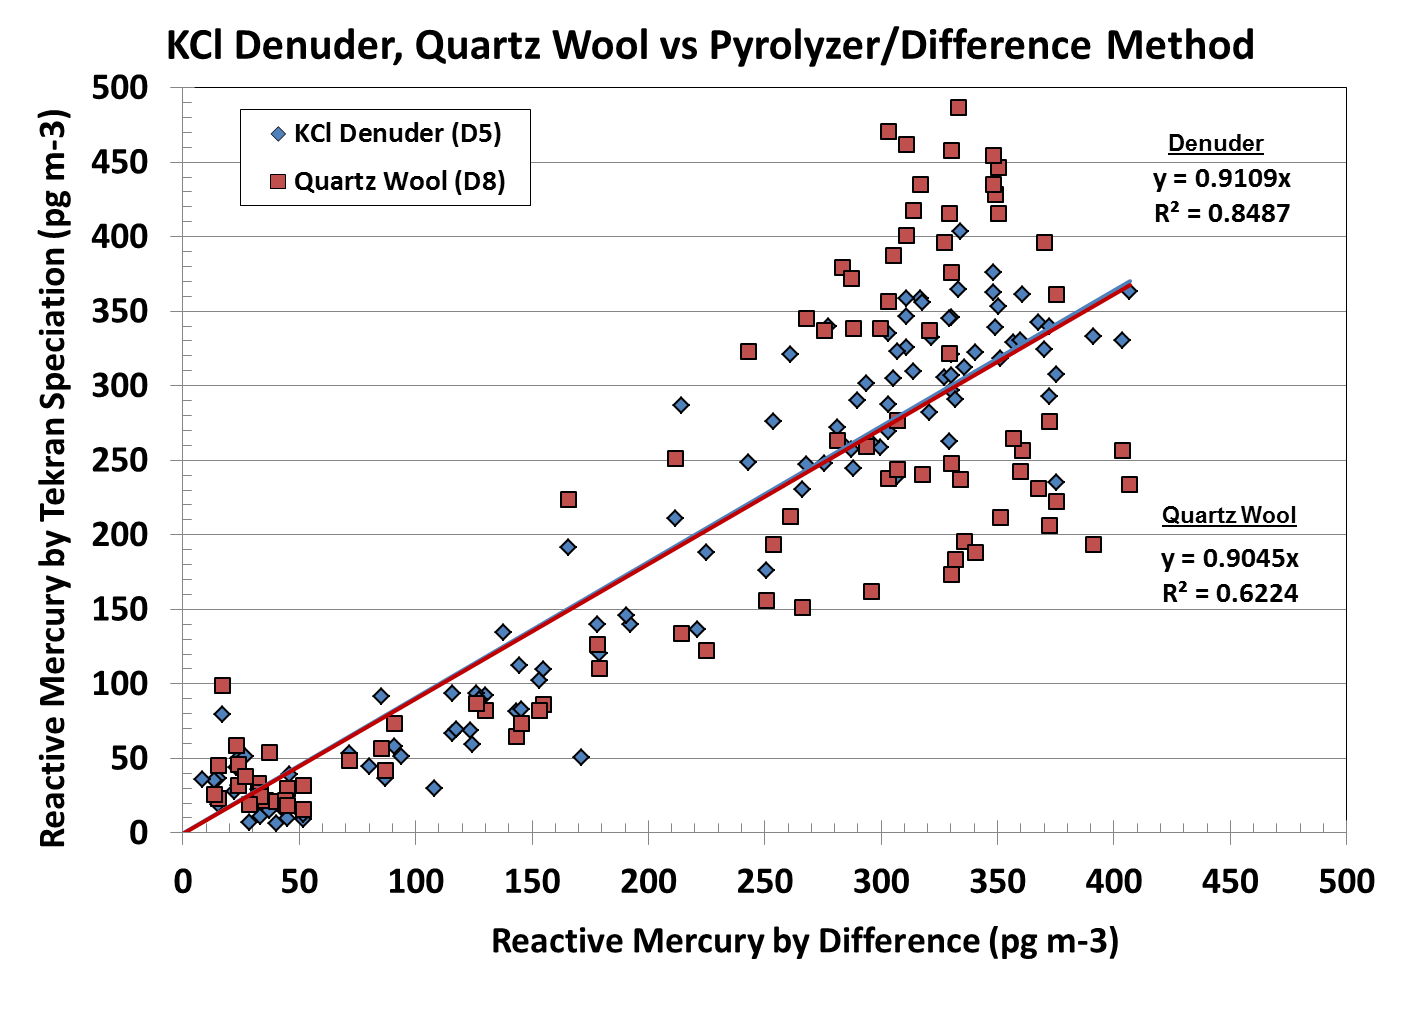 KCl Denuder, Quartz Wool vs Pyrolyzer/Difference Method
Reactive Mercury by Tekran Speciation (pg m-3)
500
450
400
350
300
250
200
150
100
50
0
KCl Denuder (D5)
Quartz Wool (D8)
Denuder
y = 0.9109x
R² = 0.8487
Quartz Wool
y = 0.9045x
R² = 0.6224
0 50 100 150 200 250 300 350 400 450 500
Reactive Mercury by Difference (pg m-3)